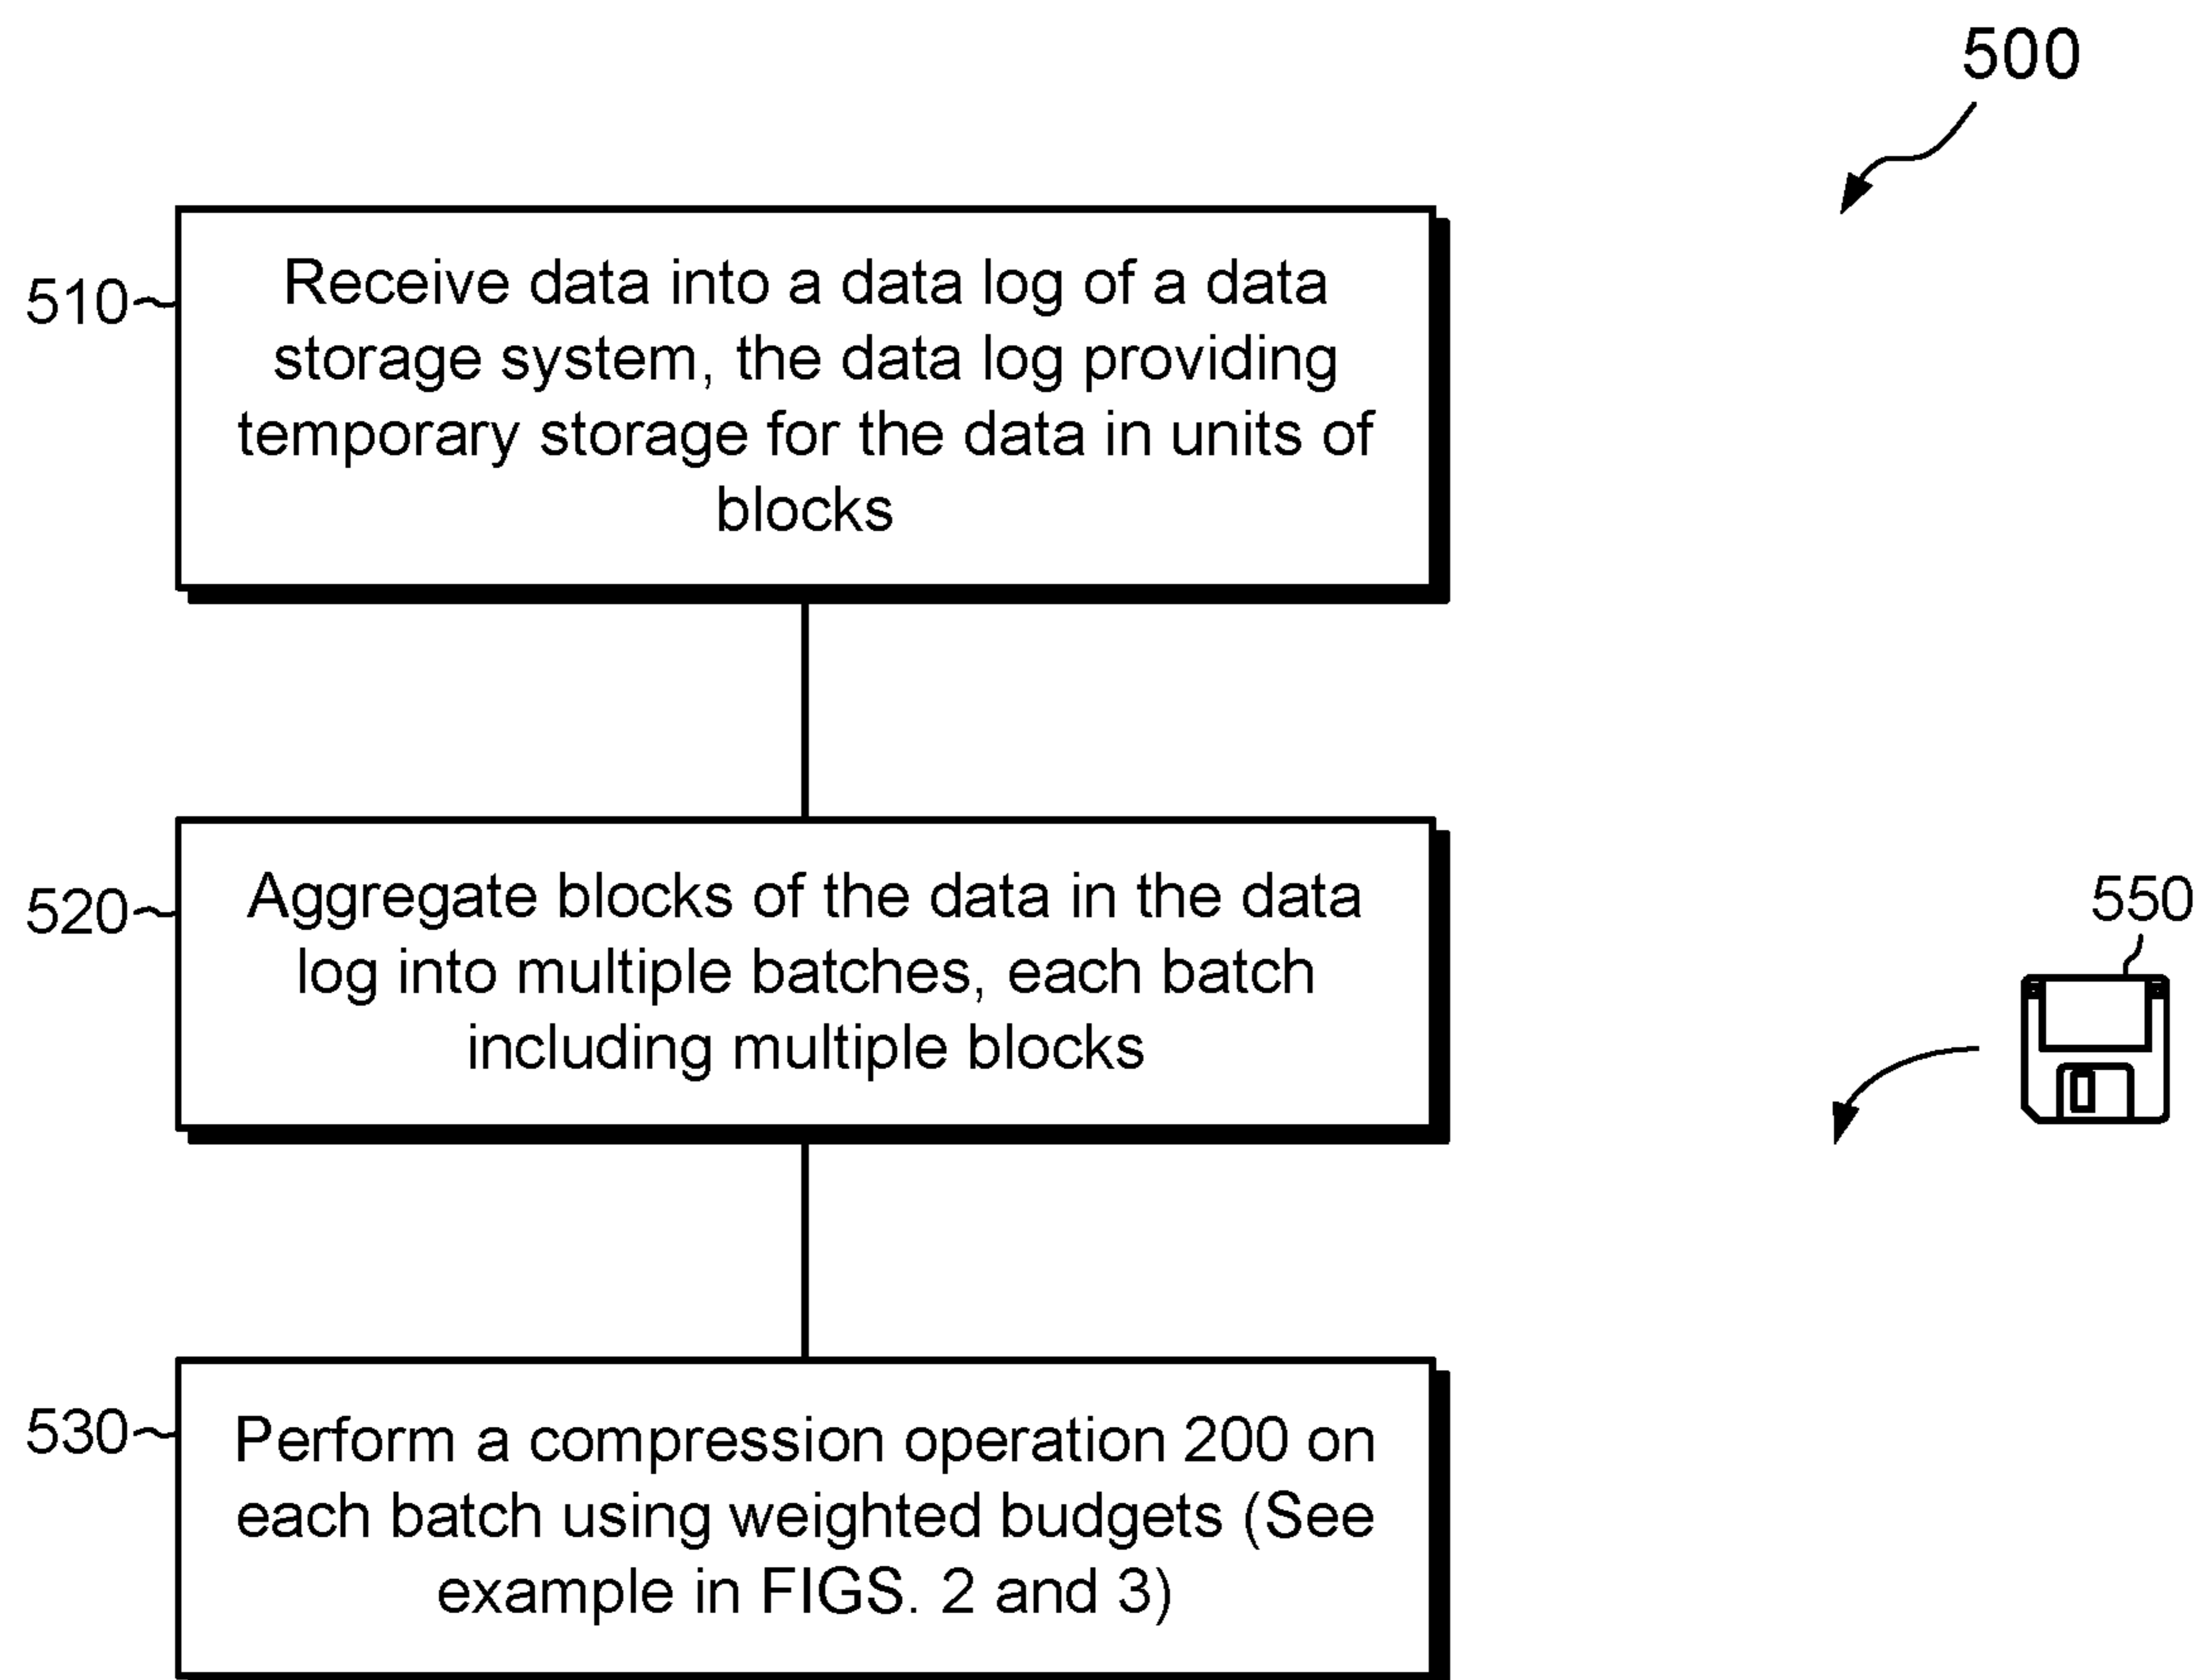 500
510
Receive data into a data log of a data
storage system, the data log providing
temporary storage for the data in units of
blocks
520
Aggregate blocks of the data in the data
log into multiple batches, each batch
including multiple blocks
550
530
Perform a compression operation 200 on
each batch using weighted budgets (See
example in FIGS. 2 and 3)